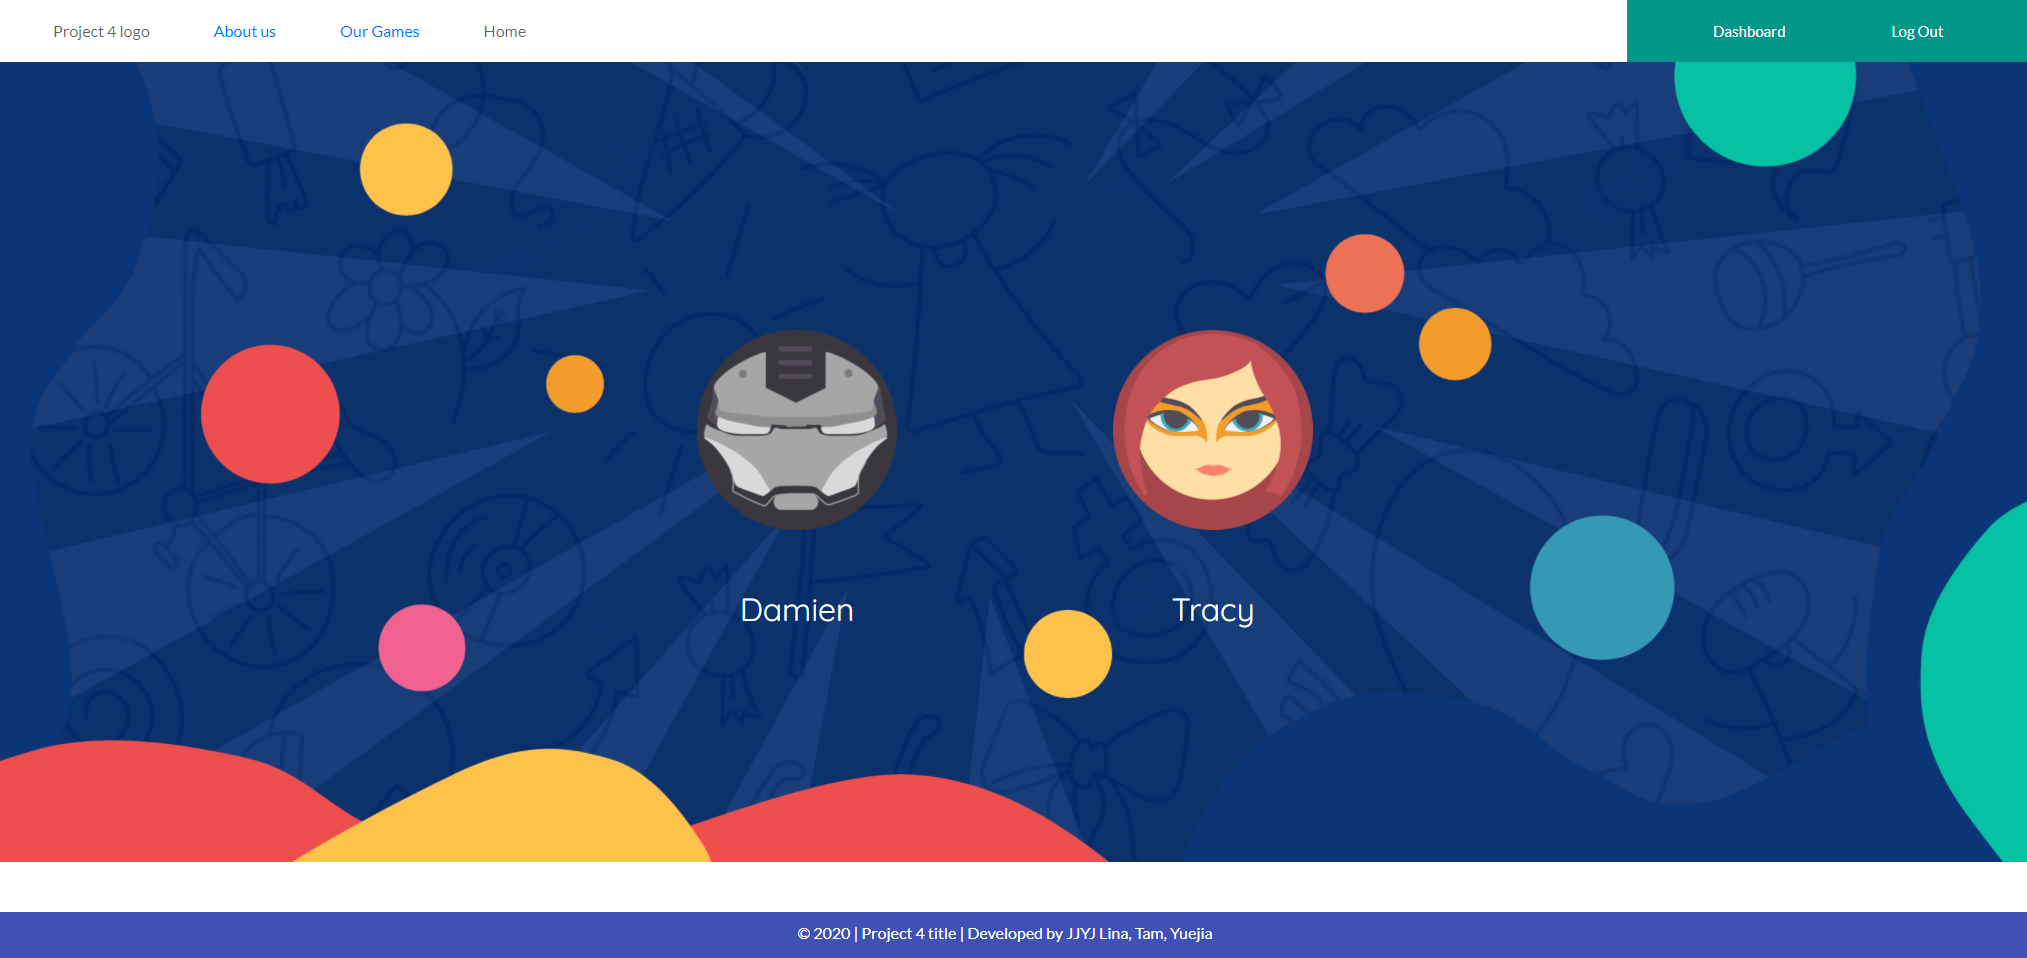 Project 4 logo About us Our Games Home Dashboard Log Out
Damien Tracy
© 2020 | Project 4 title | Developed by JJYJ Lina, Tam, Yuejia